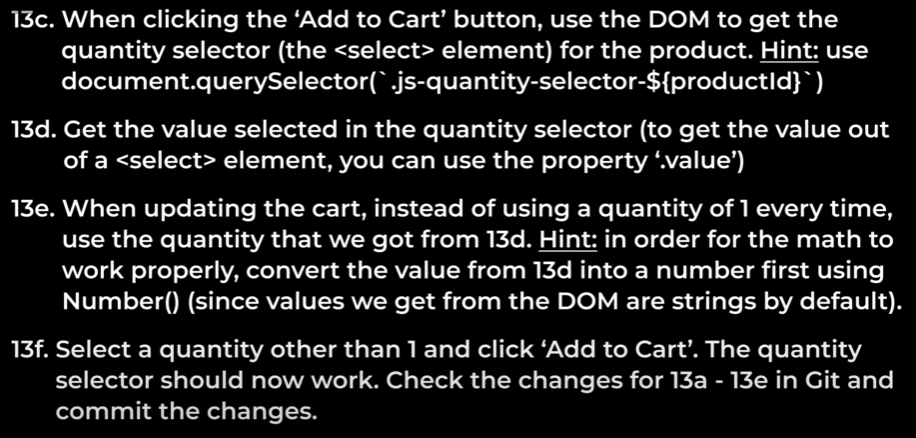 13c. When clicking the ‘Add to Cart’ button, use the DOM to get the
quantity selector (the <select> element) for the product. Hint: use
document.querySelector(`.js-quantity-selector-${productId}`)
13d. Get the value selected in the quantity selector (to get the value out
of a <select> element, you can use the property ‘.value’)
13e. When updating the cart, instead of using a quantity of 1 every time,
use the quantity that we got from 13d. Hint: in order for the math to
work properly, convert the value from 13d into a number first using
Number() (since values we get from the DOM are strings by default).
13f. Select a quantity other than 1 and click ‘Add to Cart’. The quantity
selector should now work. Check the changes for 13a - 13e in Git and
commit the changes.